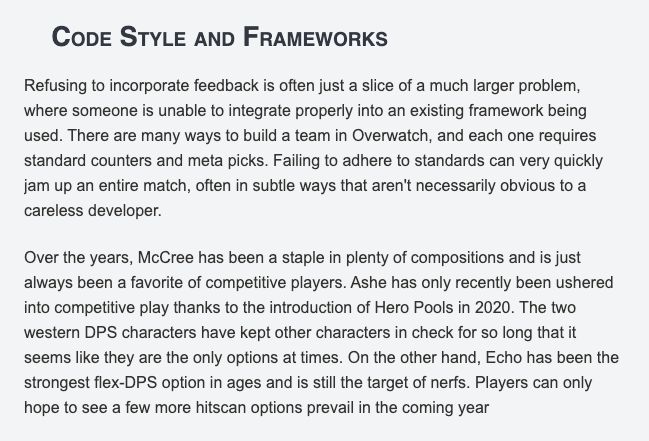 Code Style and Frameworks
Refusing to incorporate feedback is often just a slice of a much larger problem,
where someone is unable to integrate properly into an existing framework being
used. There are many ways to build a team in Overwatch, and each one requires
standard counters and meta picks. Failing to adhere to standards can very quickly
jam up an entire match, often in subtle ways that aren't necessarily obvious to a
careless developer.
Over the years, McCree has been a staple in plenty of compositions and is just
always been a favorite of competitive players. Ashe has only recently been ushered
into competitive play thanks to the introduction of Hero Pools in 2020. The two
western DPS characters have kept other characters in check for so long that it
seems like they are the only options at times. On the other hand, Echo has been the
strongest flex-DPS option in ages and is still the target of nerfs. Players can only
hope to see a few more hitscan options prevail in the coming year